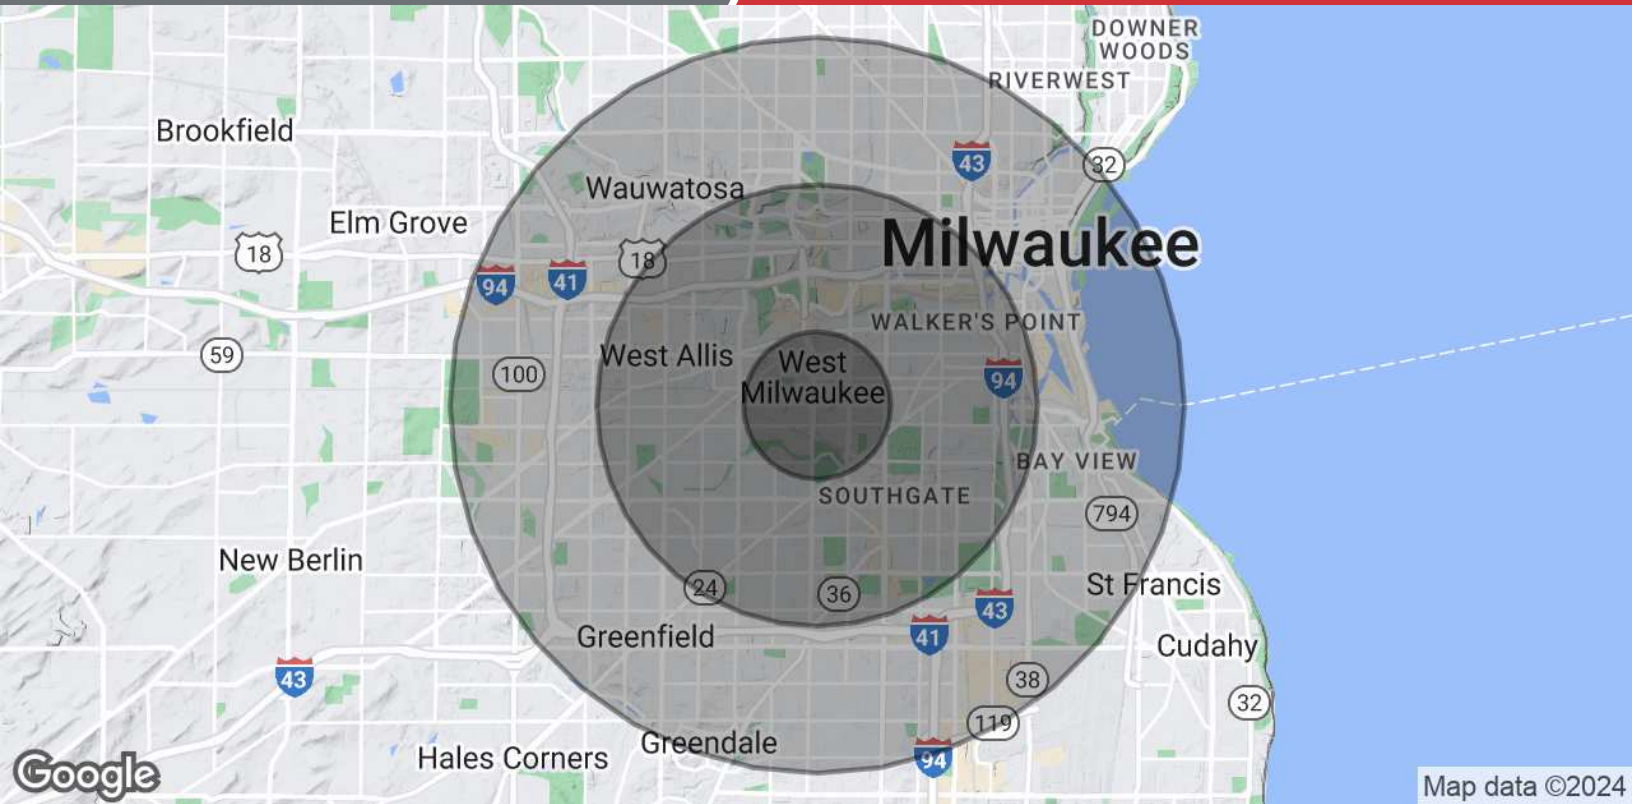 DOWNER
WOODS
RIVERWEST
Brookfield
43
32
Wauwatosa
Elm Grove
Milwaukee
18
18
94
41
WALKER'S POINT
59
100
West Allis
West
Milwaukee
94
BAY VIEW
SOUTHGATE
794
New Berlin
24
36
St Francis
43
Greenfield
41
Cudahy
43
38
32
119
Greendale
Hales Corners
94
Google
Map data ©2024